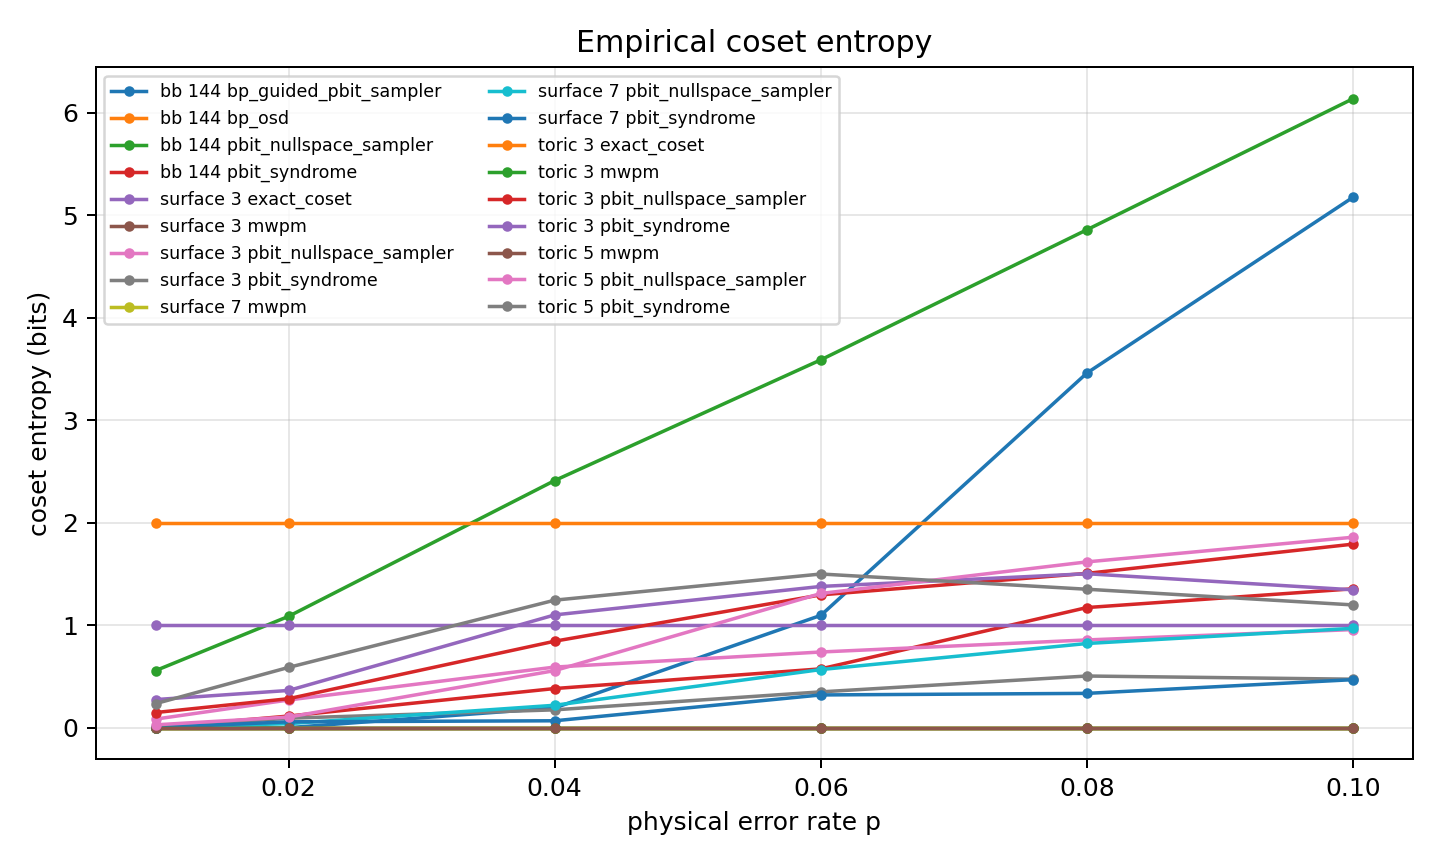 Empirical coset entropy
bb 144 bp_guided_pbit_sampler
bb 144 bp_osd
bb 144 pbit_nullspace_sampler
bb 144 pbit_syndrome
surface 3 exact_coset
surface 3 mwpm
surface 3 pbit_nullspace_sampler
surface 3 pbit_syndrome
surface 7 mwpm
surface 7 pbit_nullspace_sampler
surface 7 pbit_syndrome
toric 3 exact_coset
toric 3 mwpm
toric 3 pbit_nullspace_sampler
toric 3 pbit_syndrome
toric 5 mwpm
toric 5 pbit_nullspace_sampler
toric 5 pbit_syndrome
coset entropy (bits)
6
5
4
3
2
1
0
0.02 0.04 0.06 0.08 0.10
physical error rate p